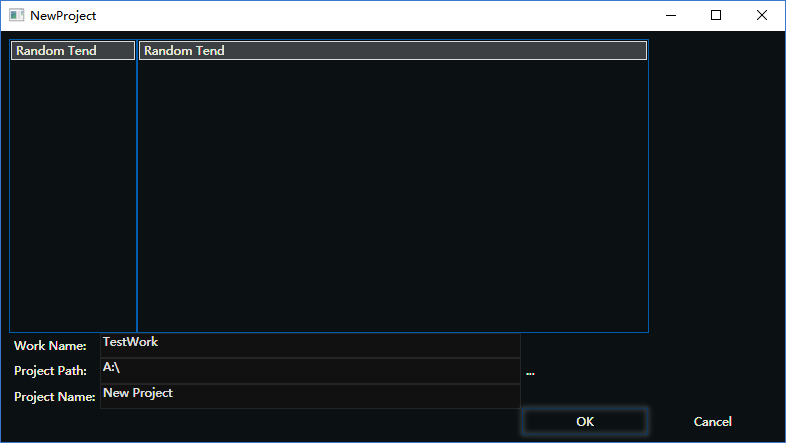 NewProject
Random Tend
Random Tend
Work Name: TestWork
Project Path: A:\ ...
Project Name: New Project
OK Cancel